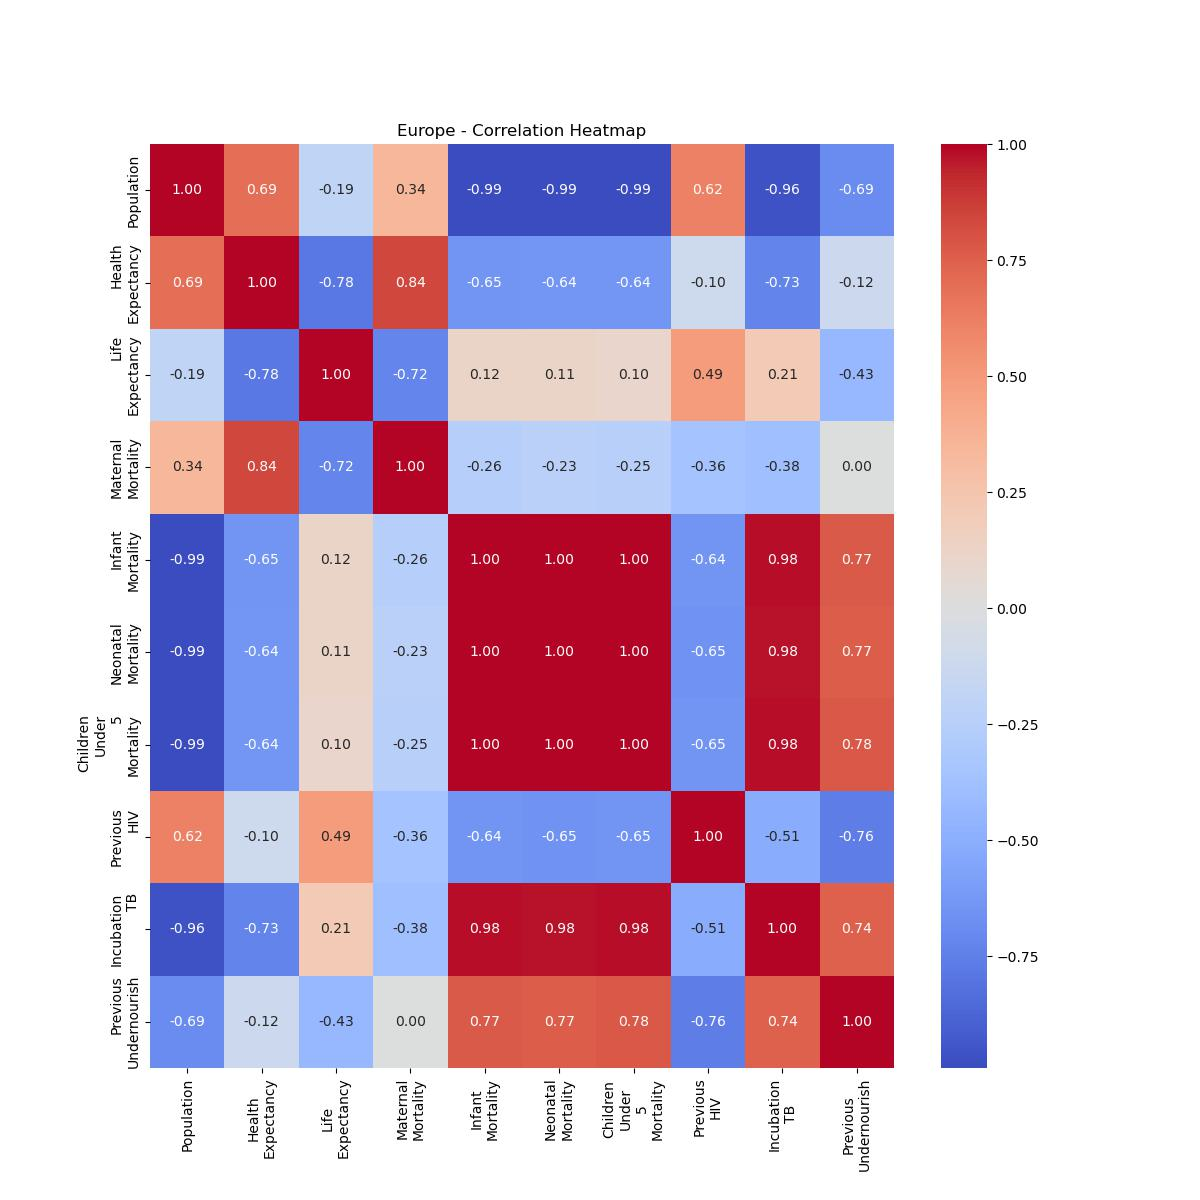 Europe - Correlation Heatmap
Population
1.00 0.69 -0.19 0.34 -0.99 -0.99 -0.99 0.62 -0.96 -0.69
Health
Expectancy
0.69 1.00 -0.78 0.84 -0.65 -0.64 -0.64 -0.10 -0.73 -0.12
Life
Expectancy
-0.19 -0.78 1.00 -0.72 0.12 0.11 0.10 0.49 0.21 -0.43
Maternal
Mortality
0.34 0.84 -0.72 1.00 -0.26 -0.23 -0.25 -0.36 -0.38 0.00
Infant
Mortality
-0.99 -0.65 0.12 -0.26 1.00 1.00 1.00 -0.64 0.98 0.77
Neonatal
Mortality
-0.99 -0.64 0.11 -0.23 1.00 1.00 1.00 -0.65 0.98 0.77
Children
Under
5
Mortality
-0.99 -0.64 0.10 -0.25 1.00 1.00 1.00 -0.65 0.98 0.78
Previous
HIV
0.62 -0.10 0.49 -0.36 -0.64 -0.65 -0.65 1.00 -0.51 -0.76
Incubation
TB
-0.96 -0.73 0.21 -0.38 0.98 0.98 0.98 -0.51 1.00 0.74
Previous
Undernourish
-0.69 -0.12 -0.43 0.00 0.77 0.77 0.78 -0.76 0.74 1.00
Population
Health
Expectancy
Life
Expectancy
Maternal
Mortality
Infant
Mortality
Neonatal
Mortality
Children
Under
5
Mortality
Previous
HIV
Incubation
TB
Previous
Undernourish
1.00
0.75
0.50
0.25
0.00
−0.25
−0.50
−0.75